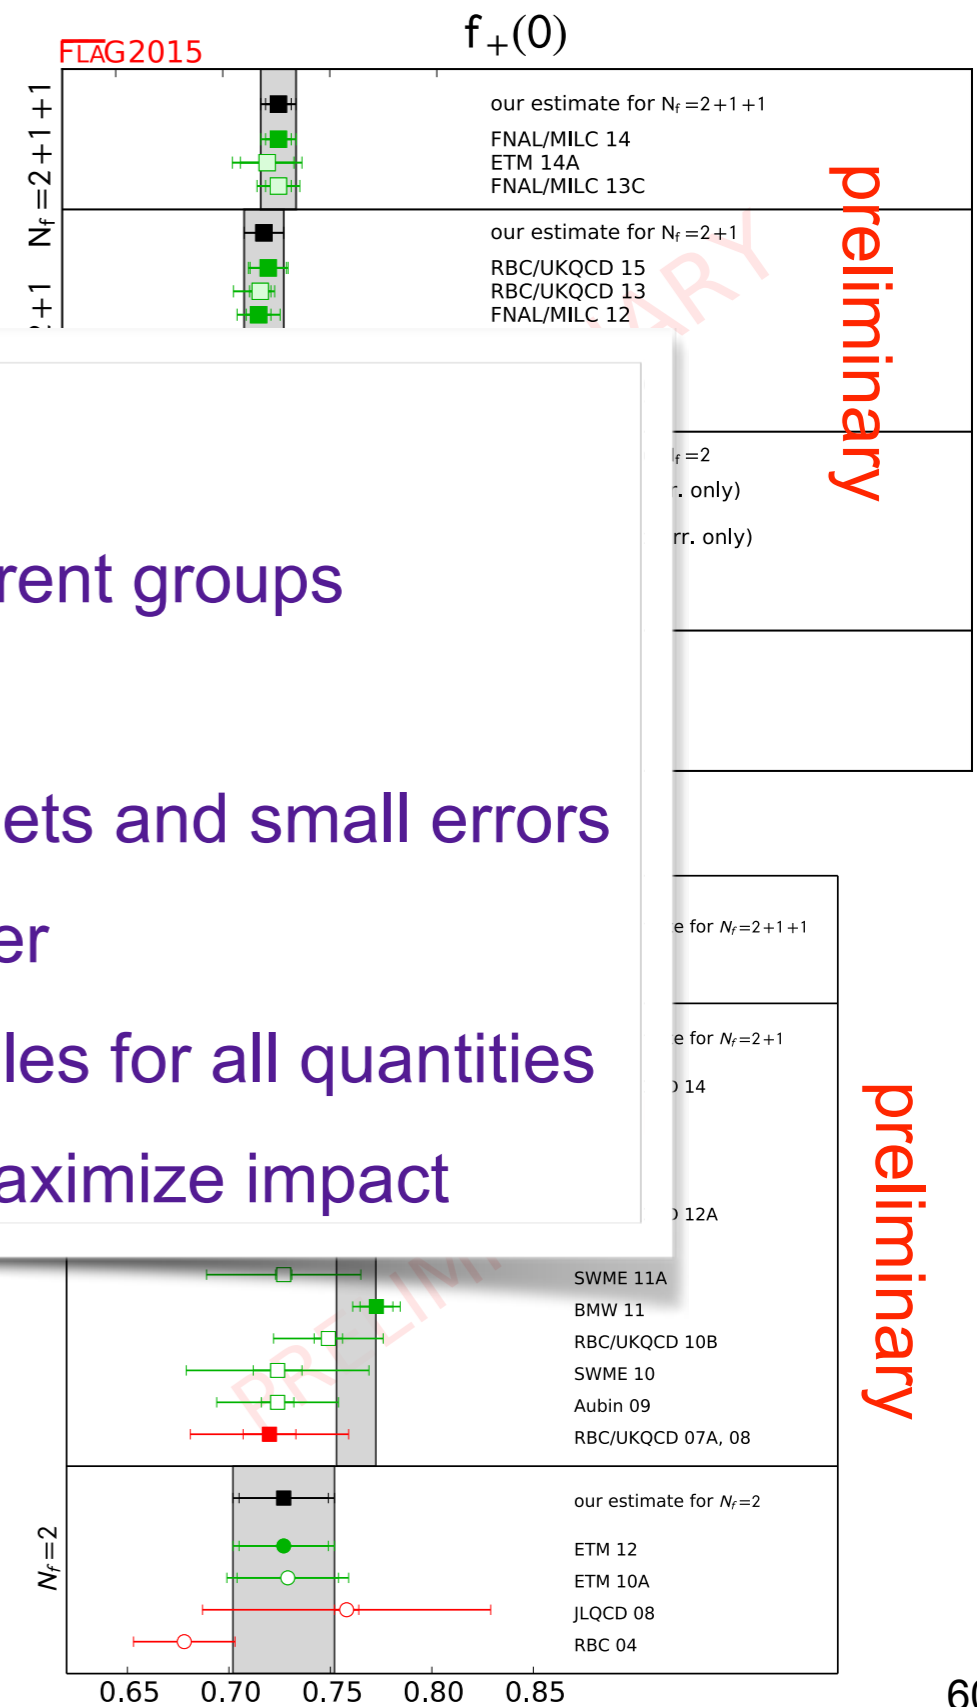 f+(0)
FLAG2015
Nf=2+1+1
our estimate for Nf=2+1+1
FNAL/MILC 14
ETM 14A
FNAL/MILC 13C
preliminary
our estimate for Nf=2+1
RBC/UKQCD 15
RBC/UKQCD 13
FNAL/MILC 12
2+1
=2
r. only)
rr. only)
rent groups
ets and small errors
er
les for all quantities
aximize impact
e for Nf=2+1+1
e for Nf=2+1
14
12A
preliminary
SWME 11A
BMW 11
RBC/UKQCD 10B
SWME 10
Aubin 09
RBC/UKQCD 07A, 08
PRELIM
Nf=2
our estimate for Nf=2
ETM 12
ETM 10A
JLQCD 08
RBC 04
0.65 0.70 0.75 0.80 0.85